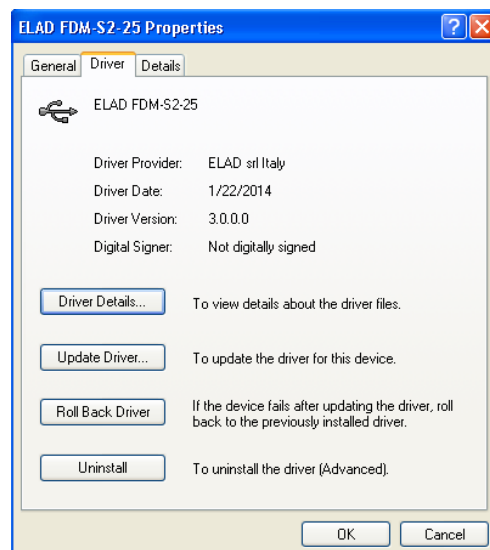 ELAD FDM-S2-25 Properties
General Driver Details
ELAD FDM-S2-25
Driver Provider: ELAD srl Italy
Driver Date: 1/22/2014
Driver Version: 3.0.0.0
Digital Signer: Not digitally signed
Driver Details... To view details about the driver files.
Update Driver... To update the driver for this device.
Roll Back Driver If the device fails after updating the driver, roll
back to the previously installed driver.
Uninstall To uninstall the driver (Advanced).
OK Cancel